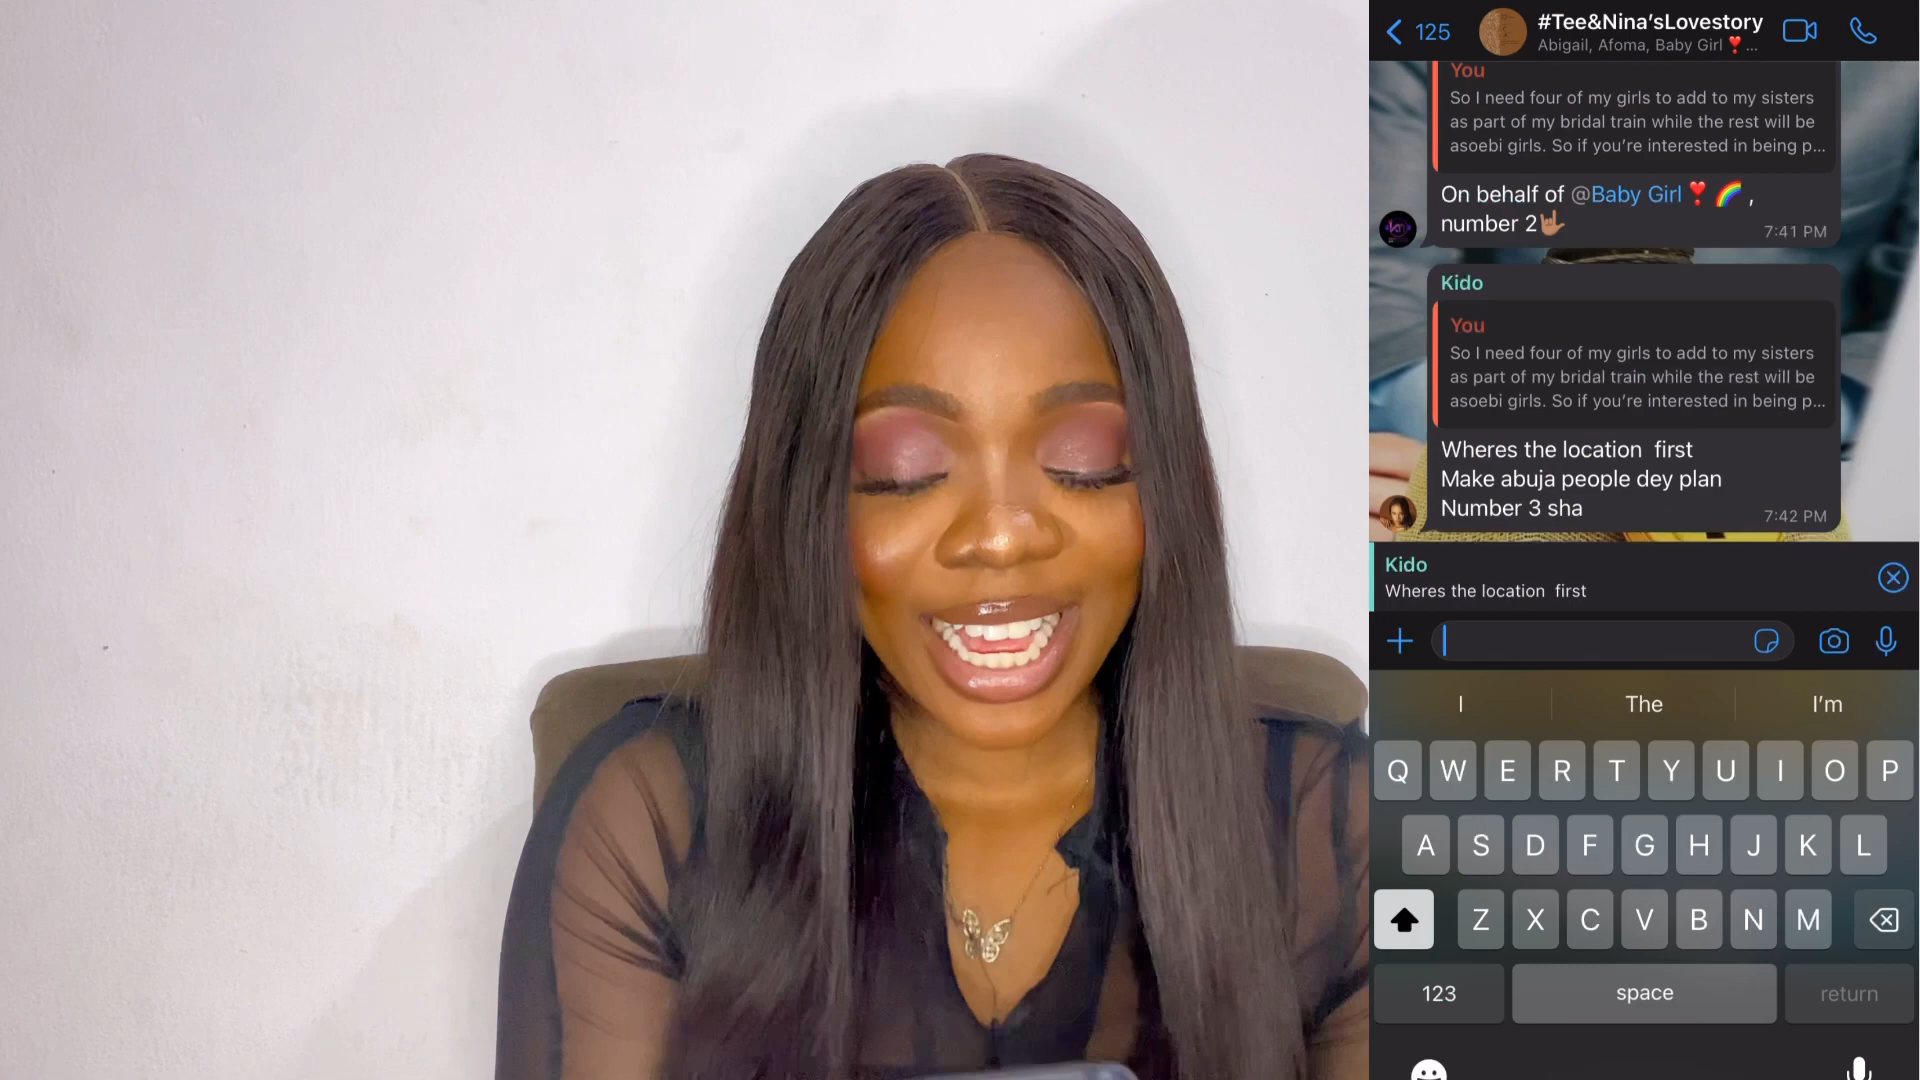 125
#Tee&Nina’sLovestory
Abigail, Afoma, Baby Girl❣️...
You
So I need four of my girls to add to my sisters
as part of my bridal train while the rest will be
asoebi girls. So if you’re interested in being p...
On behalf of @Baby Girl❣️🌈 ,
number 2🤟🏽
7:41 PM
Kido
You
So I need four of my girls to add to my sisters
as part of my bridal train while the rest will be
asoebi girls. So if you’re interested in being p...
Wheres the location  first
Make abuja people dey plan
Number 3 sha
7:42 PM
Kido
Wheres the location  first
I The I’m
Q W E R T Y U I O P
A S D F G H J K L
Z X C V B N M
123 space return